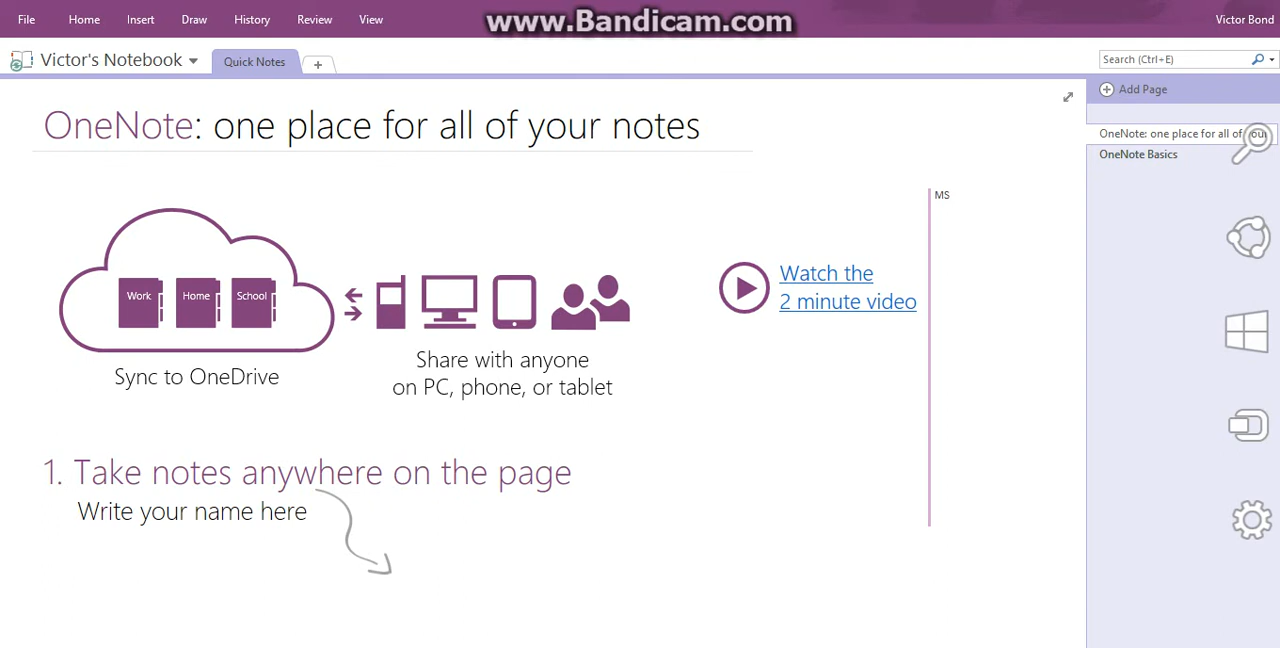 File Home Insert Draw History Review View www.Bandicam.com Victor Bond
Victor's Notebook Quick Notes + Search (Ctrl+E)
Add Page
OneNote: one place for all of your notes
OneNote: one place for all of your
OneNote Basics
MS
Work Home School
Watch the
2 minute video
Sync to OneDrive
Share with anyone
on PC, phone, or tablet
1. Take notes anywhere on the page
Write your name here